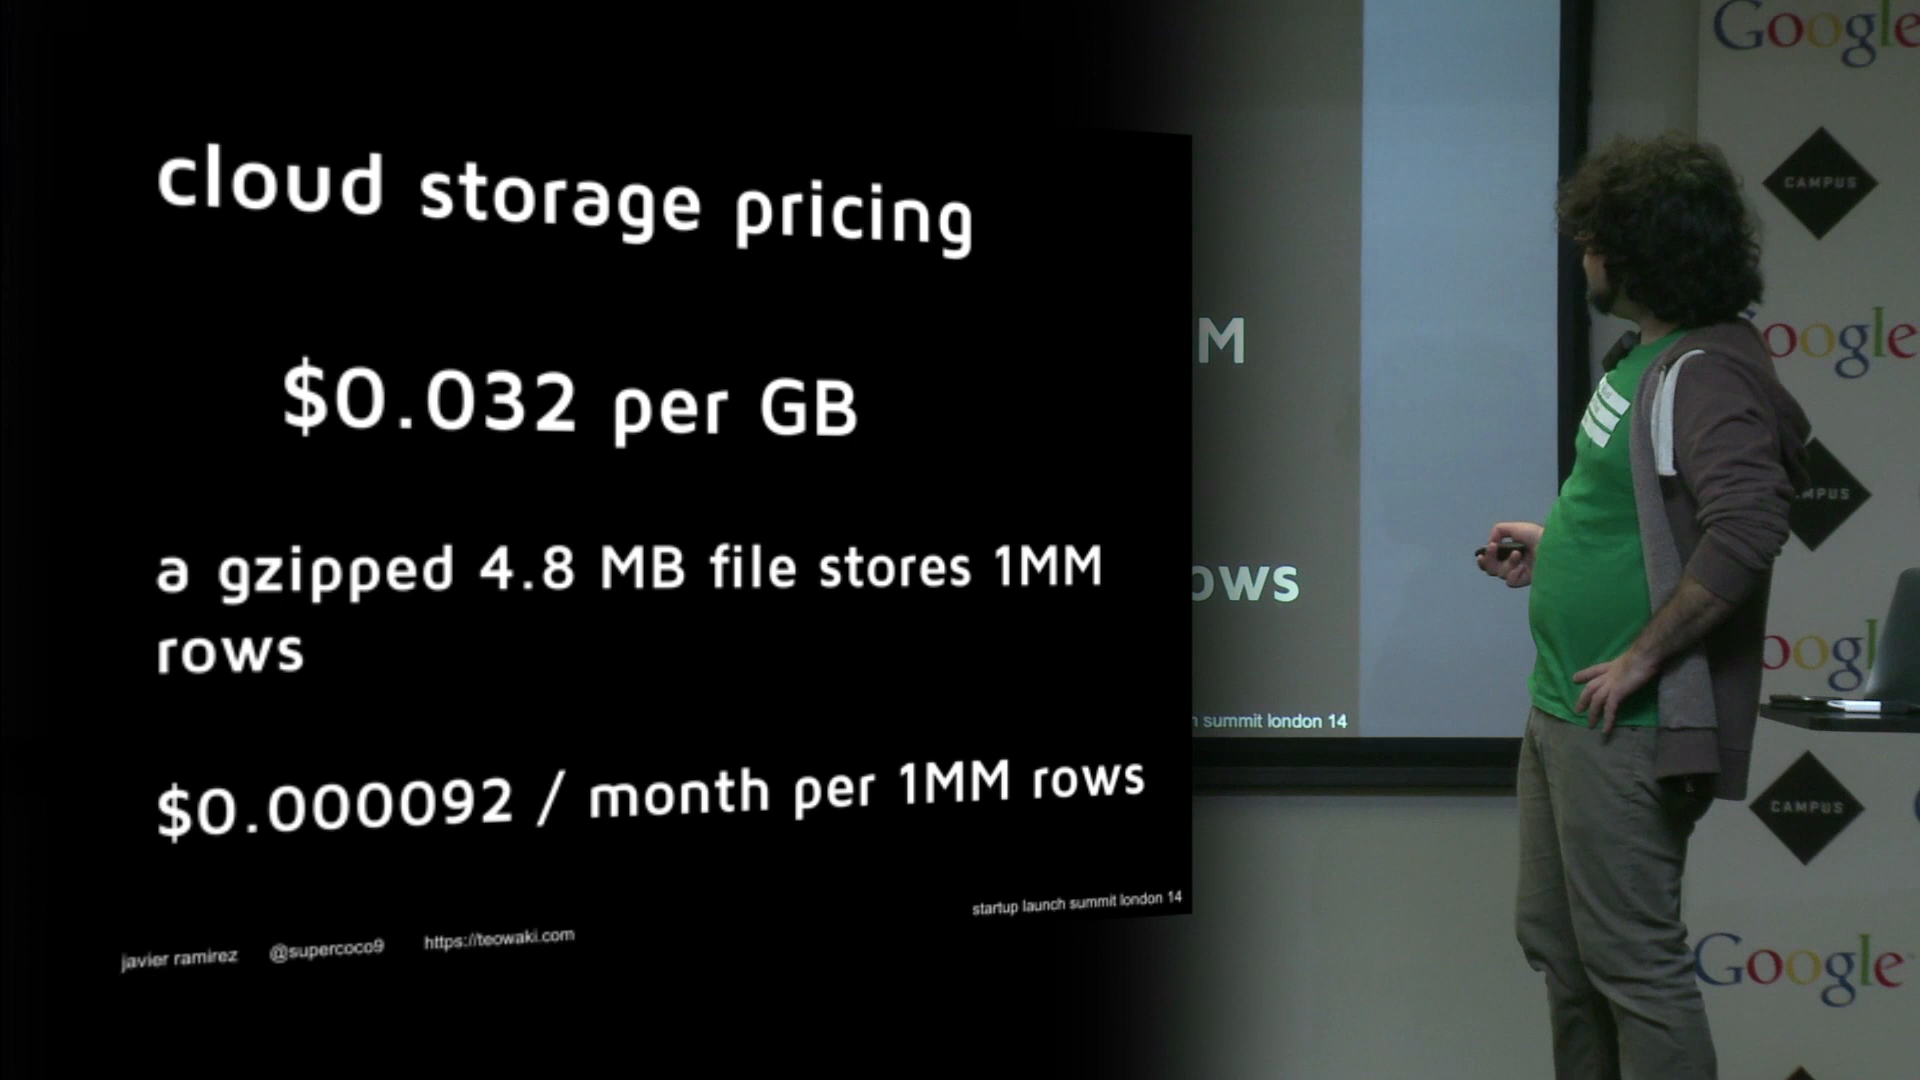 cloud storage pricing
$0.032 per GB
a gzipped 4.8 MB file stores 1MM
rows
$0.000092 / month per 1MM rows
javier ramirez @supercoco9 https://teowaki.com
startup launch summit london 14
M
ows
summit london 14
Google
CAMPUS
Google
CAMPUS
Google
CAMPUS
Google